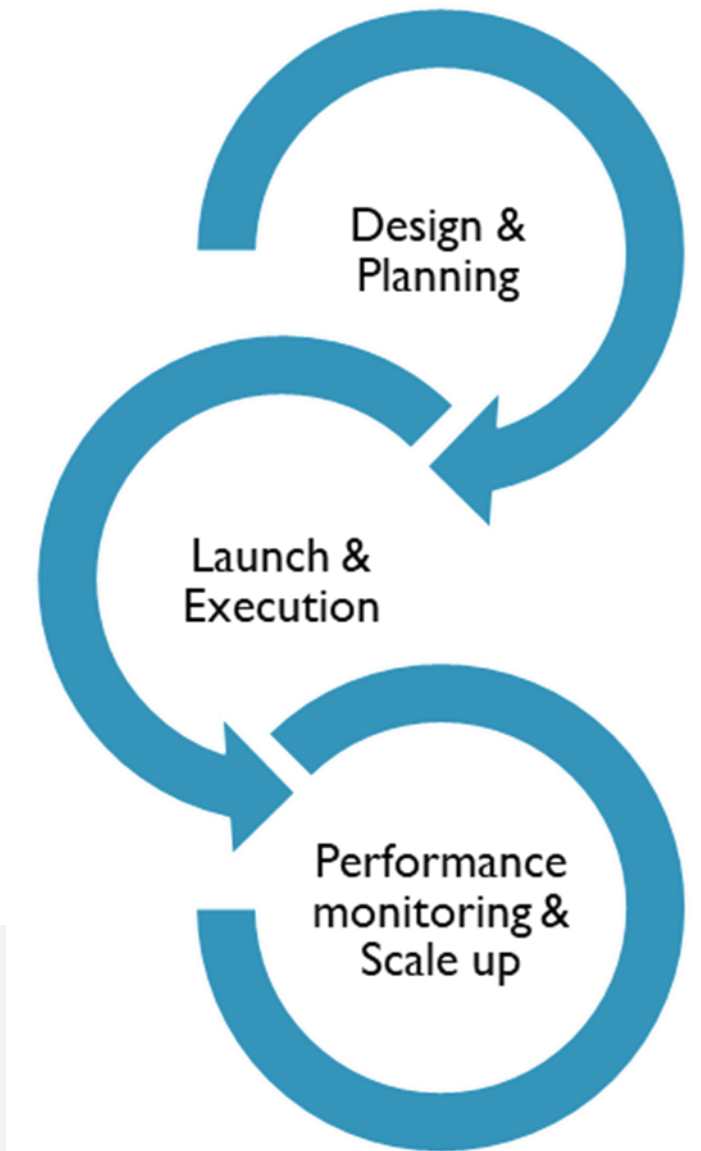 Design &
Planning
Launch &
Execution
Performance
monitoring &
Scale up